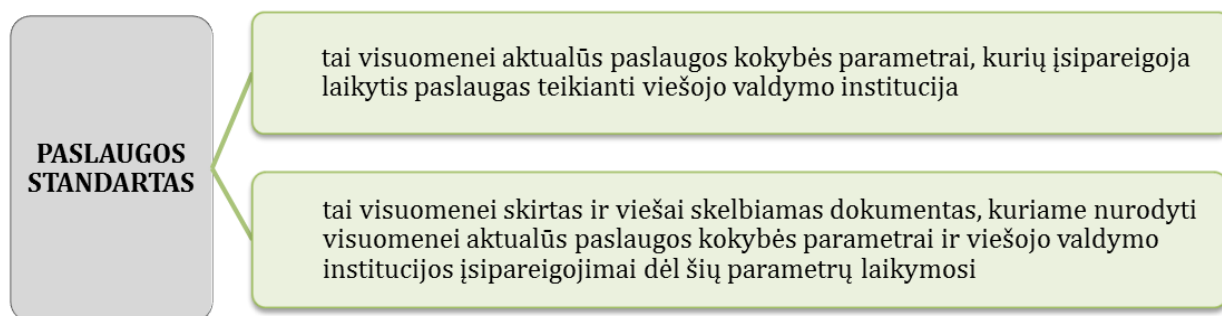 PASLAUGOS
STANDARTAS
tai visuomenei aktualūs paslaugos kokybės parametrai, kurių įsipareigoja
laikytis paslaugas teikianti viešojo valdymo institucija
tai visuomenei skirtas ir viešai skelbiamas dokumentas, kuriame nurodyti
visuomenei aktualūs paslaugos kokybės parametrai ir viešojo valdymo
institucijos įsipareigojimai dėl šių parametrų laikymosi